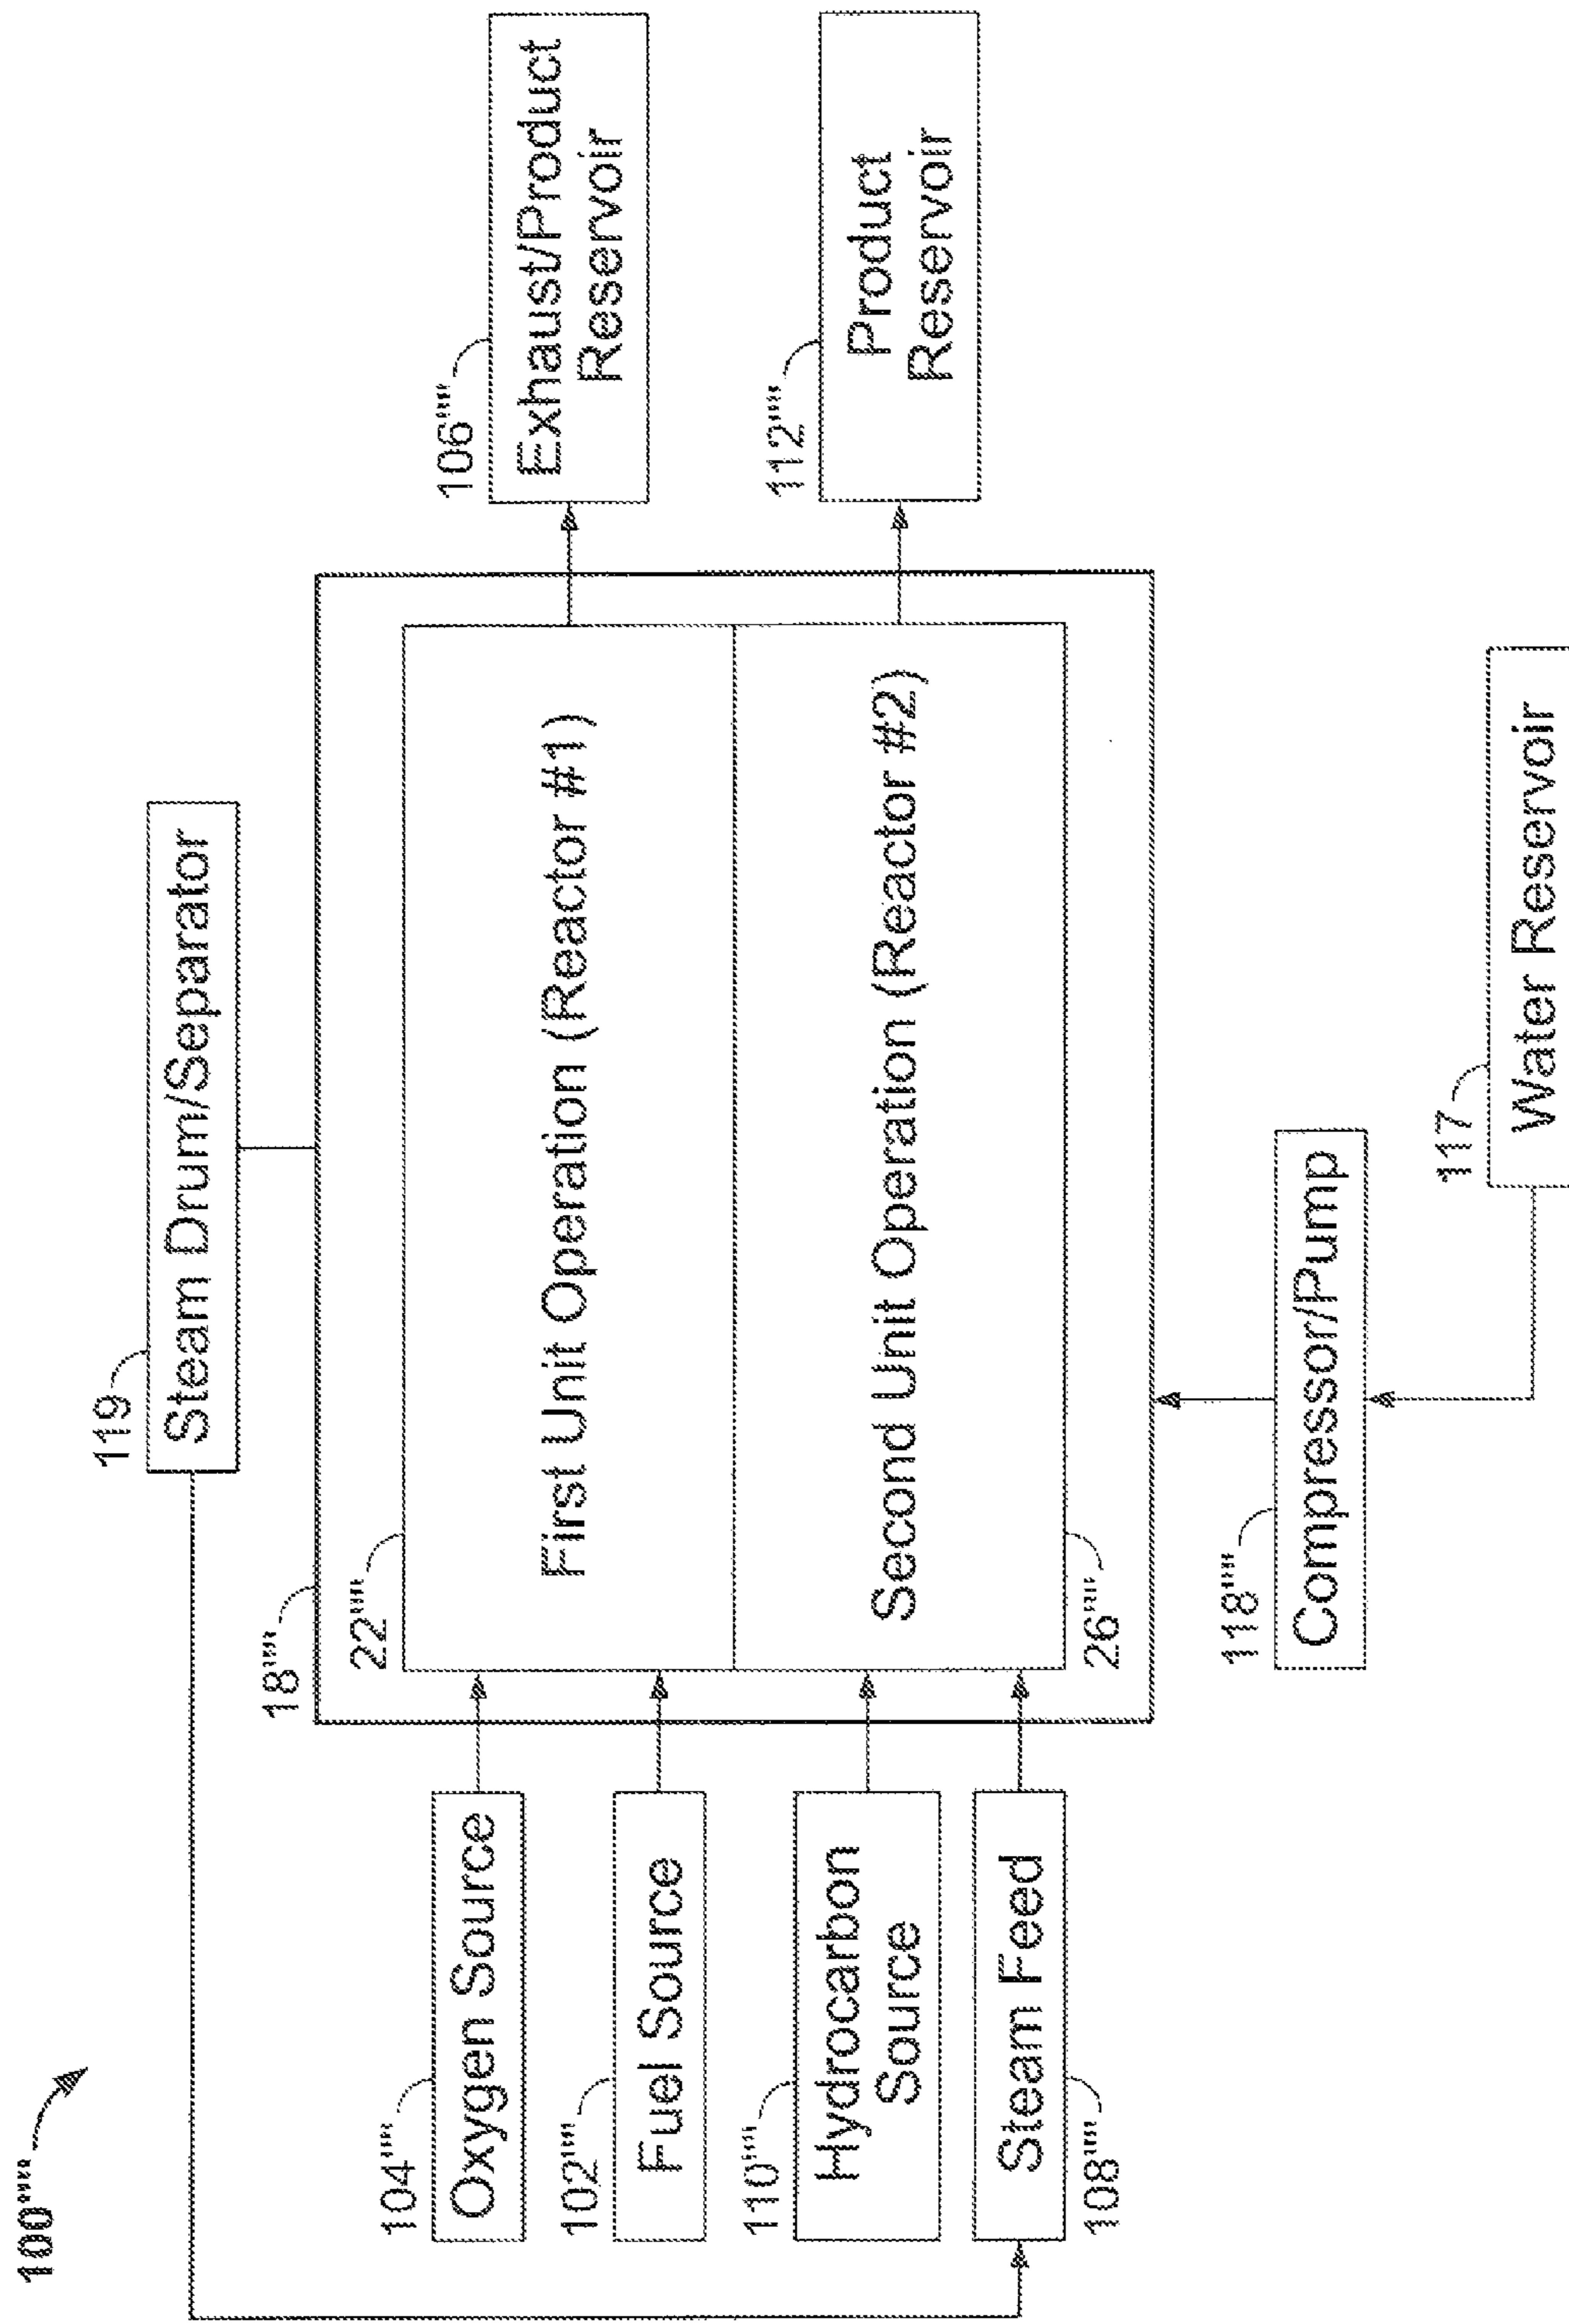 100""
119
Steam Drum/Separator
18""
22""
First Unit Operation (Reactor #1)
Second Unit Operation (Reactor #2)
26""
104""
Oxygen Source
102""
Fuel Source
110""
Hydrocarbon
Source
Steam Feed
108""
106""
Exhaust/Product
Reservoir
112""
Product
Reservoir
118""
Compressor/Pump
117
Water Reservoir